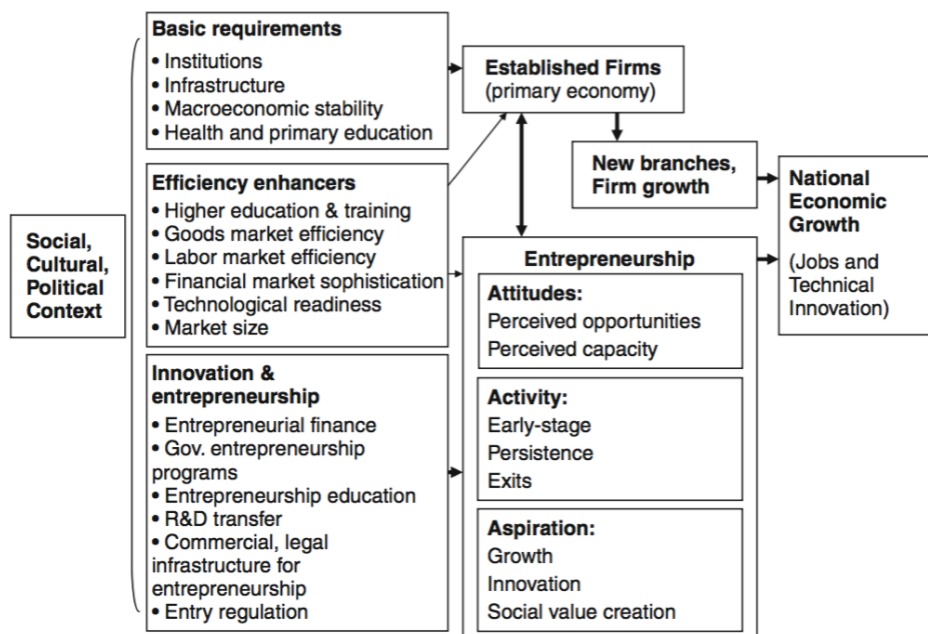 Social,
Cultural,
Political
Context
Basic requirements
• Institutions
• Infrastructure
• Macroeconomic stability
• Health and primary education
Efficiency enhancers
• Higher education & training
• Goods market efficiency
• Labor market efficiency
• Financial market sophistication
• Technological readiness
• Market size
Innovation &
entrepreneurship
• Entrepreneurial finance
• Gov. entrepreneurship
programs
• Entrepreneurship education
• R&D transfer
• Commercial, legal
infrastructure for
entrepreneurship
• Entry regulation
Established Firms
(primary economy)
New branches,
Firm growth
Entrepreneurship
Attitudes:
Perceived opportunities
Perceived capacity
Activity:
Early-stage
Persistence
Exits
Aspiration:
Growth
Innovation
Social value creation
National
Economic
Growth
(Jobs and
Technical
Innovation)